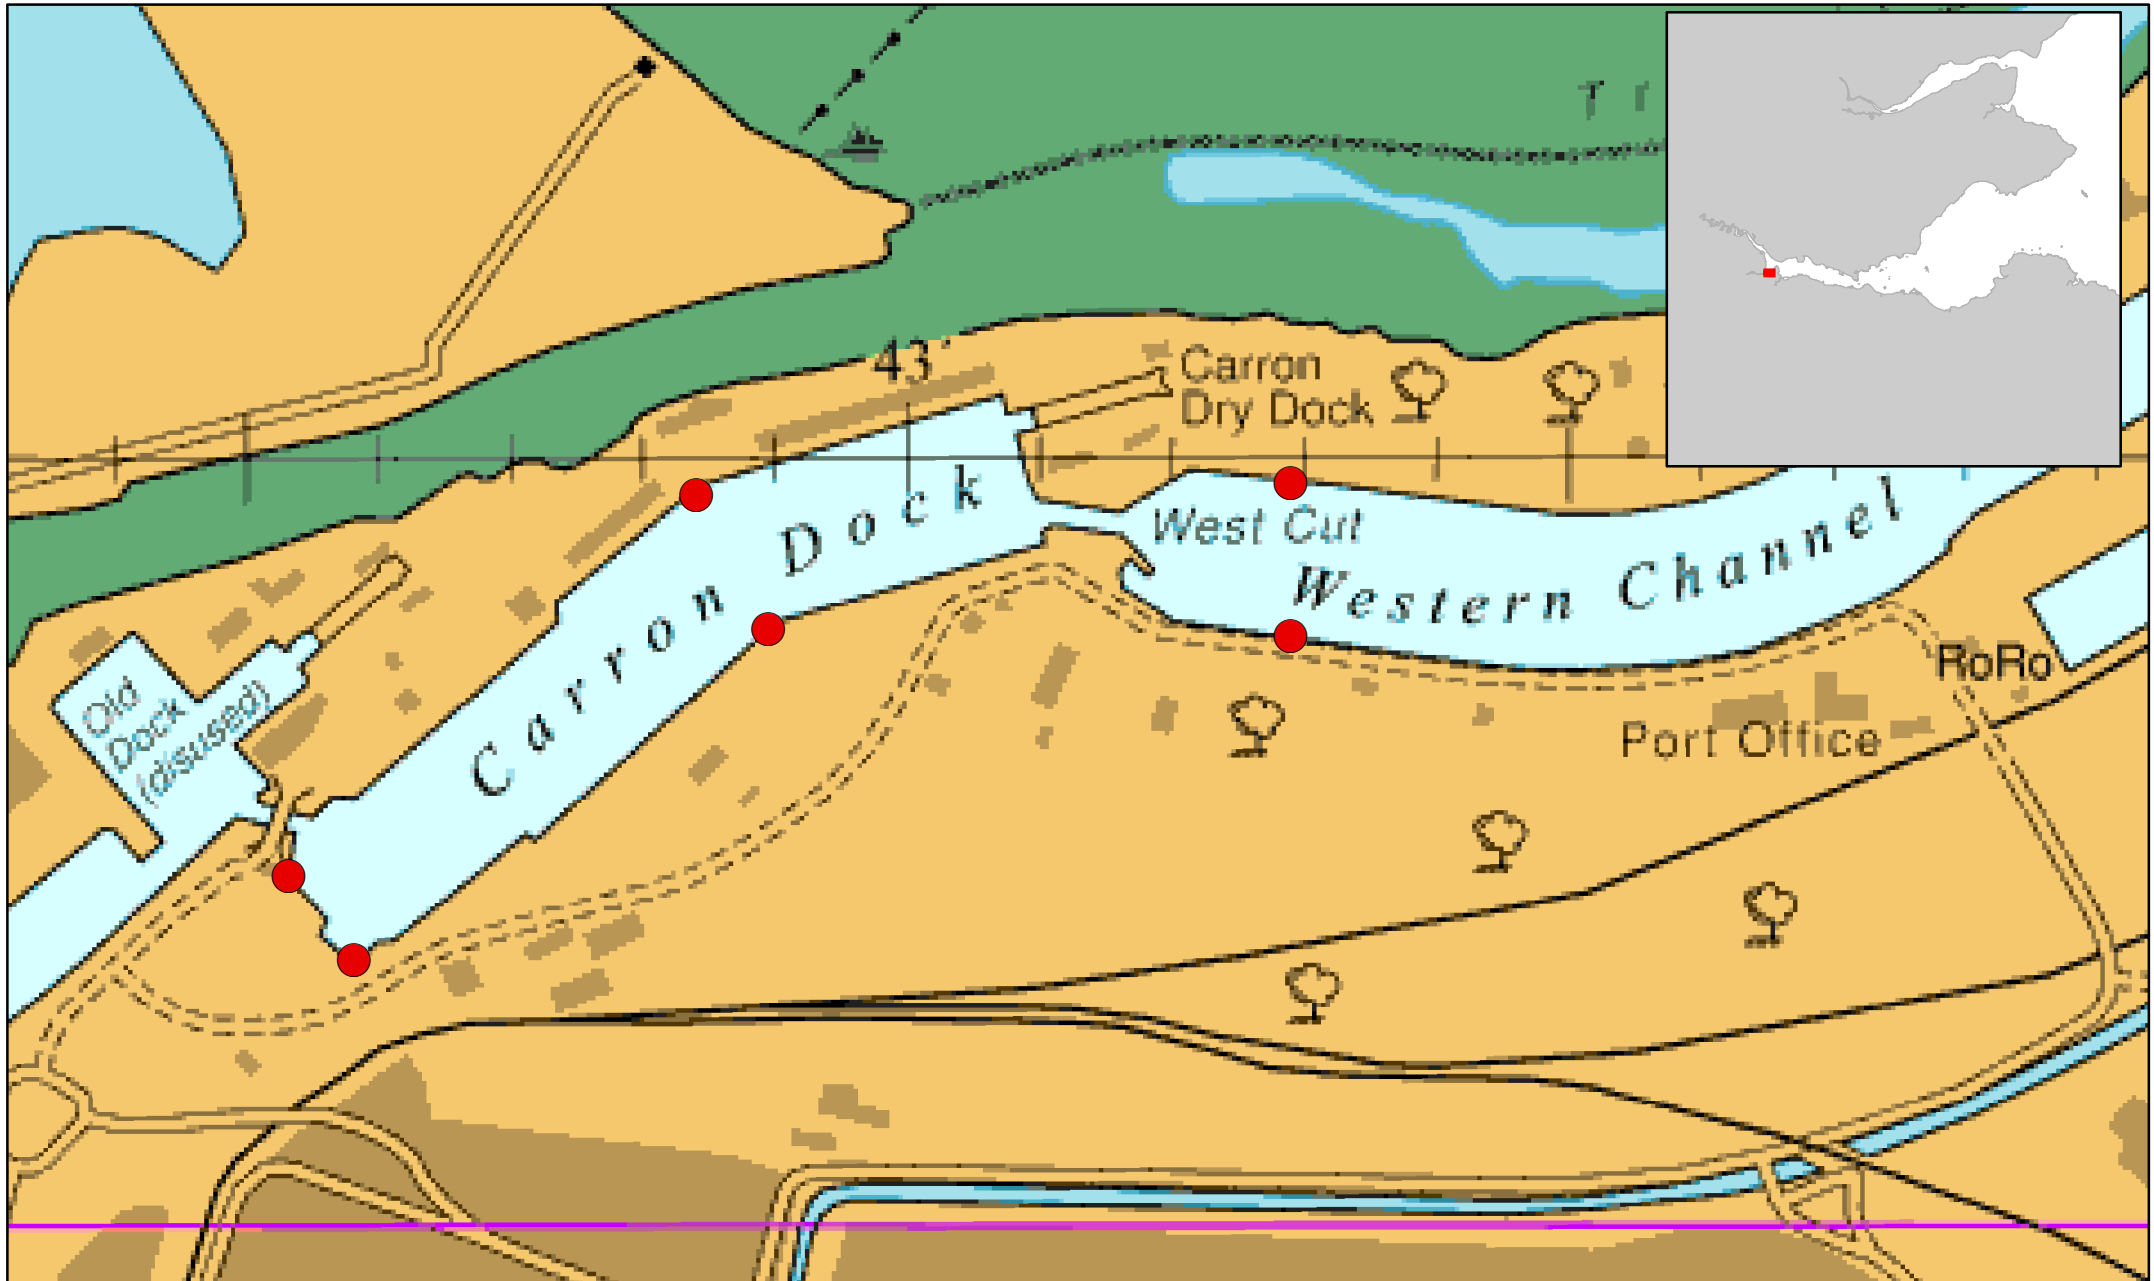 43'
Carron
Dry Dock
Carron Dock
West Cut
Western Channel
Old
Dock
(disused)
RoRo
Port Office